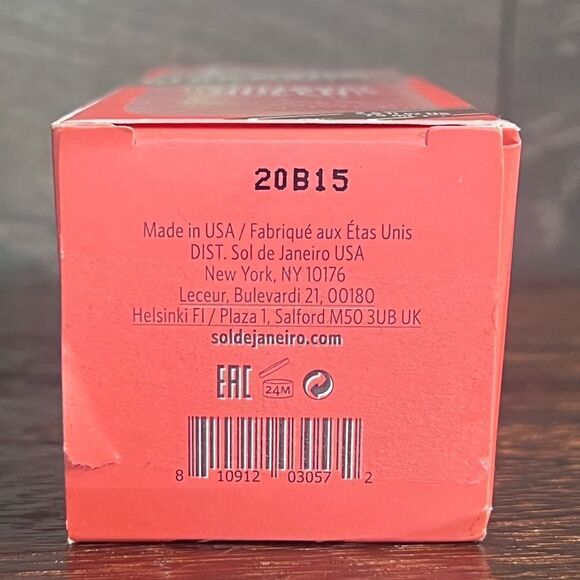 20B15
Made in USA / Fabriqué aux Étas Unis
DIST. Sol de Janeiro USA
New York, NY 10176
Leceur, Bulevardi 21, 00180
Helsinki FI / Plaza 1, Salford M50 3UB UK
soldejaneiro.com
EAC 24M
8 10912 03057 2